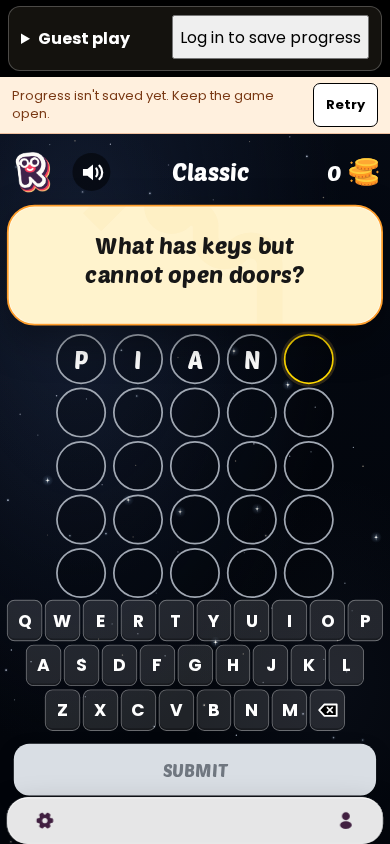 ▶ Guest play
Log in to save progress
Progress isn't saved yet. Keep the game
open.
Retry
R
Classic
0
What has keys but
cannot open doors?
P I A N
Q W E R T Y U I O P
A S D F G H J K L
Z X C V B N M
SUBMIT